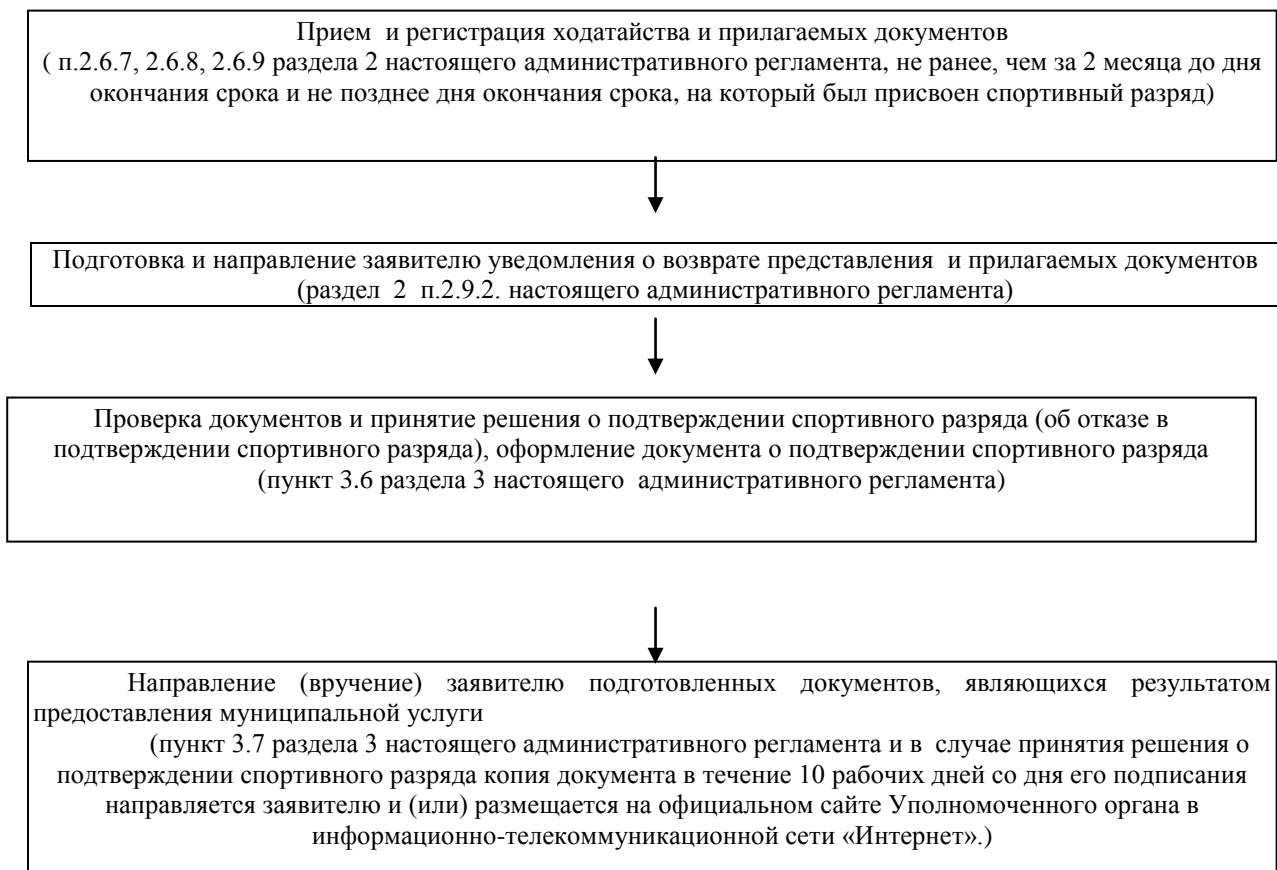 Прием и регистрация ходатайства и прилагаемых документов
( п.2.6.7, 2.6.8, 2.6.9 раздела 2 настоящего административного регламента, не ранее, чем за 2 месяца до дня
окончания срока и не позднее дня окончания срока, на который был присвоен спортивный разряд)
Подготовка и направление заявителю уведомления о возврате представления и прилагаемых документов
(раздел 2 п.2.9.2. настоящего административного регламента)
Проверка документов и принятие решения о подтверждении спортивного разряда (об отказе в
подтверждении спортивного разряда), оформление документа о подтверждении спортивного разряда
(пункт 3.6 раздела 3 настоящего административного регламента)
Направление (вручение) заявителю подготовленных документов, являющихся результатом
предоставления муниципальной услуги
(пункт 3.7 раздела 3 настоящего административного регламента и в случае принятия решения о
подтверждении спортивного разряда копия документа в течение 10 рабочих дней со дня его подписания
направляется заявителю и (или) размещается на официальном сайте Уполномоченного органа в
информационно-телекоммуникационной сети «Интернет».)